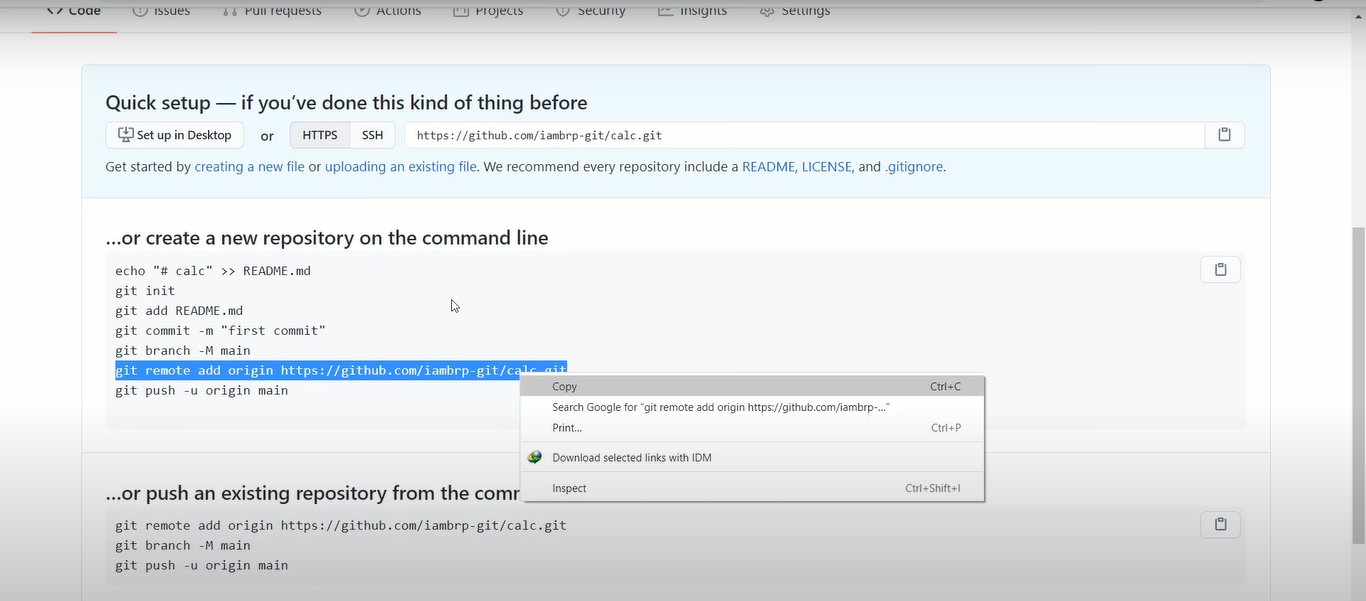 Code Issues Pull requests Actions Projects Security Insights Settings
Quick setup — if you've done this kind of thing before
Set up in Desktop or HTTPS SSH https://github.com/iambrp-git/calc.git
Get started by creating a new file or uploading an existing file. We recommend every repository include a README, LICENSE, and .gitignore.
...or create a new repository on the command line
echo "# calc" >> README.md
git init
git add README.md
git commit -m "first commit"
git branch -M main
git remote add origin https://github.com/iambrp-git/calc.git
git push -u origin main
Copy Ctrl+C
Search Google for "git remote add origin https://github.com/iambrp-..."
Print... Ctrl+P
Download selected links with IDM
Inspect Ctrl+Shift+I
...or push an existing repository from the
git remote add origin https://github.com/iambrp-git/calc.git
git branch -M main
git push -u origin main